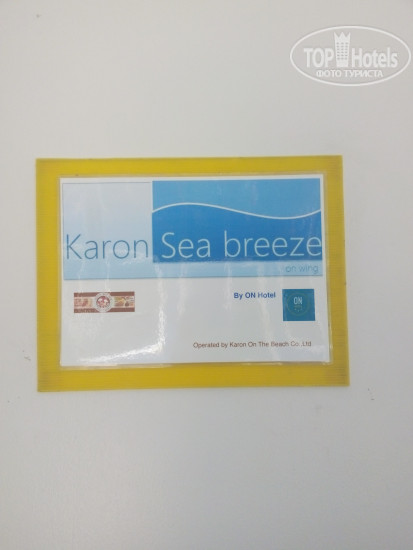 TOP Hotels
ФОТО ТУРИСТА
Karon Sea breeze
on wing
By ON Hotel
ON
Operated by Karon On The Beach Co.,Ltd